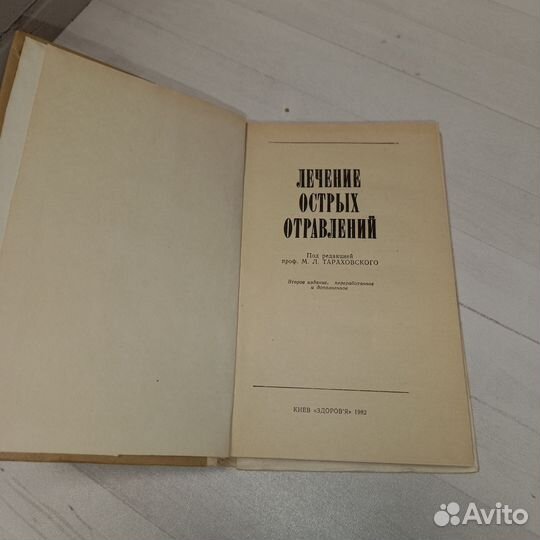 ЛЕЧЕНИЕ
ОСТРЫХ
ОТРАВЛЕНИЙ
Под редакцией
проф. М. Л. ТАРАХОВСКОГО
Второе издание, переработанное
и дополненное
КИЕВ «ЗДОРОВ'Я» 1982
Avito